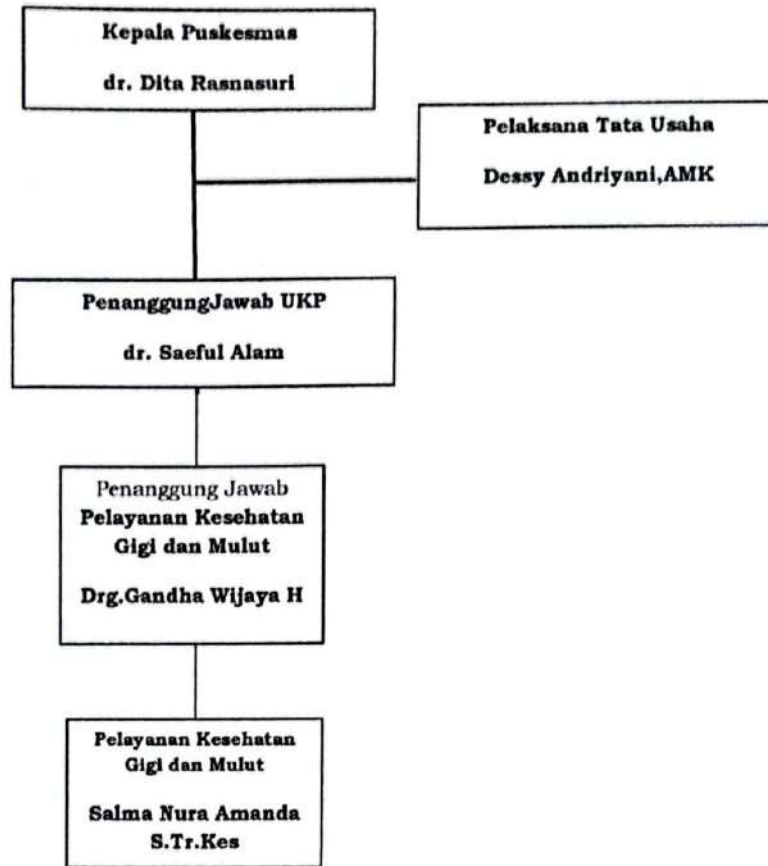 Kepala Puskesmas
dr. Dita Rasnasuri
Pelaksana Tata Usaha
Dessy Andriyani,AMK
PenanggungJawab UKP
dr. Saeful Alam
Penanggung Jawab
Pelayanan Kesehatan
Gigi dan Mulut
Drg.Gandha Wijaya H
Pelayanan Kesehatan
Gigi dan Mulut
Salma Nura Amanda
S.Tr.Kes